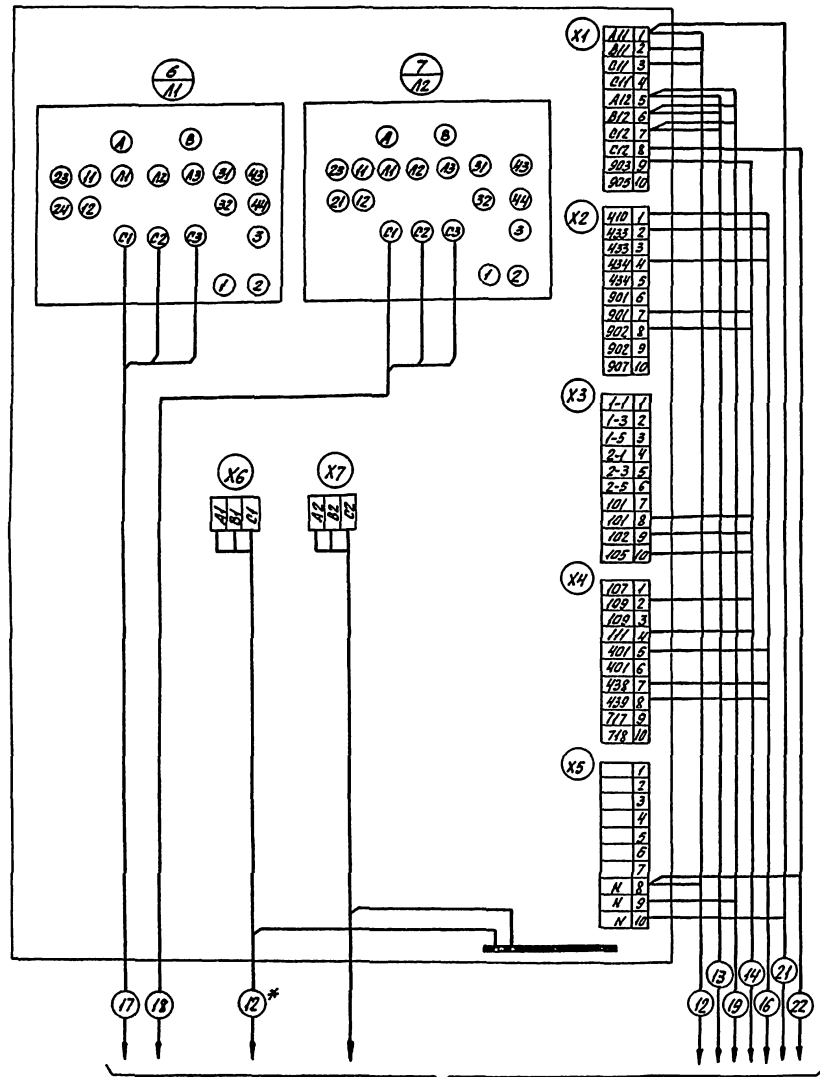 6
A1
A B
23 11 A1 A2 A3 31 43
24 12 32 44
C1 C2 C3 3
1 2
7
A2
A B
23 11 A1 A2 A3 31 43
21 12 32 44
C1 C2 C3 3
1 2
X6
A1 B1 C1
X7
A2 B2 C2
X1
A11 1
B11 2
C11 3
C11 4
A12 5
B12 6
C12 7
C12 8
903 9
905 10
X2
410 1
433 2
433 3
434 4
434 5
901 6
901 7
902 8
902 9
907 10
X3
1-1 1
1-3 2
1-5 3
2-1 4
2-3 5
2-5 6
101 7
101 8
102 9
105 10
X4
107 1
109 2
109 3
111 4
401 5
401 6
438 7
439 8
717 9
718 10
X5
1
2
3
4
5
6
7
N 8
N 9
N 10
17 18 12* 12 13 19 14 16 21 22